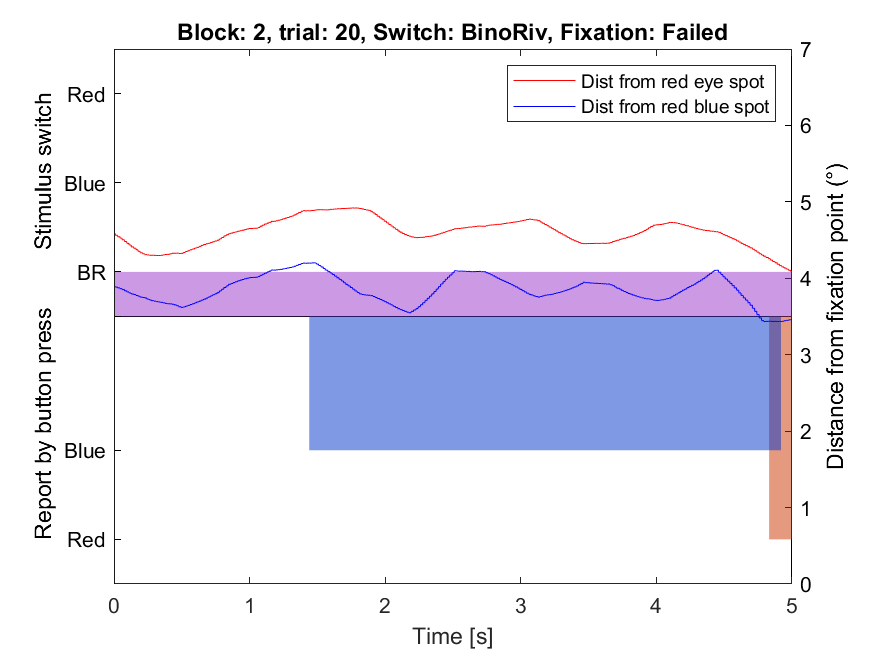 Block: 2, trial: 20, Switch: BinoRiv, Fixation: Failed
Dist from red eye spot
Dist from red blue spot
Stimulus switch
Red
Blue
BR
Report by button press
Blue
Red
7
6
5
4
3
2
1
0
Distance from fixation point (°)
0 1 2 3 4 5
Time [s]